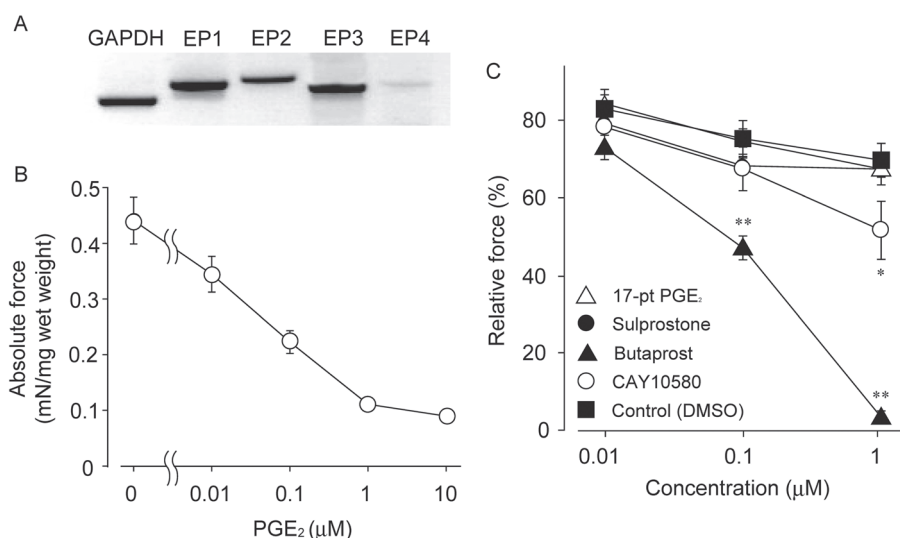 A
GAPDH EP1 EP2 EP3 EP4
B
Absolute force
(mN/mg wet weight)
0.5
0.4
0.3
0.2
0.1
0
0 0.01 0.1 1 10
PGE₂ (μM)
C
Relative force (%)
80
60
40
20
0
**
*
**
17-pt PGE₂
Sulprostone
Butaprost
CAY10580
Control (DMSO)
0.01 0.1 1
Concentration (μM)